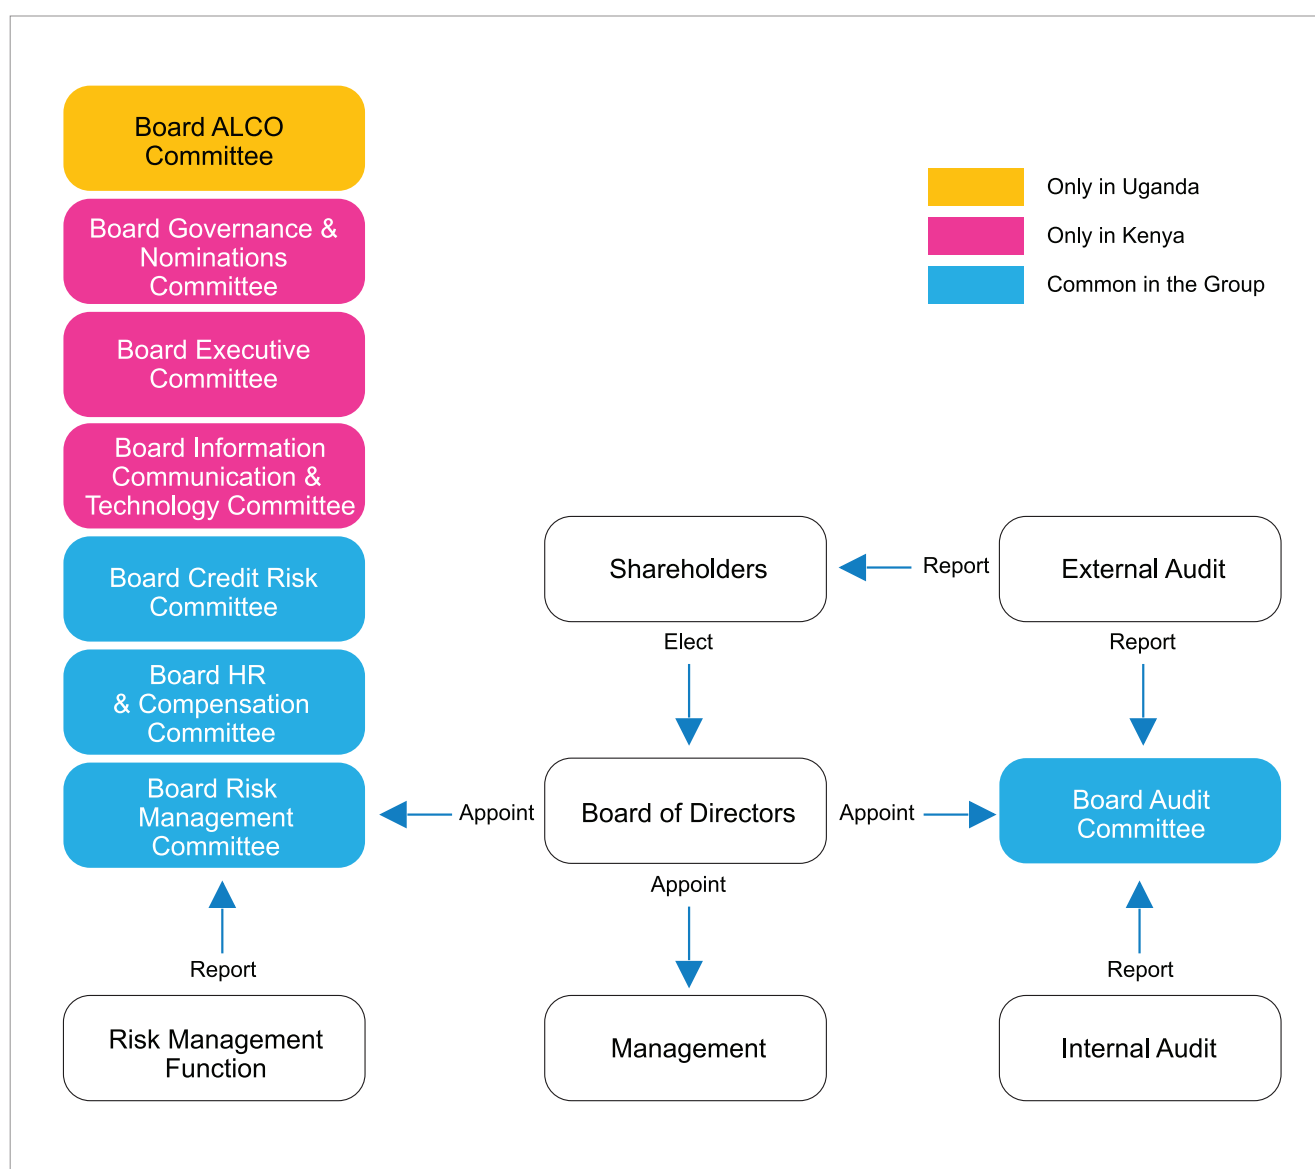 Board ALCO
Committee
Board Governance &
Nominations
Committee
Board Executive
Committee
Board Information
Communication &
Technology Committee
Board Credit Risk
Committee
Board HR
& Compensation
Committee
Board Risk
Management
Committee
Report
Risk Management
Function
Only in Uganda
Only in Kenya
Common in the Group
Shareholders
Report
External Audit
Elect
Report
Appoint
Board of Directors
Appoint
Board Audit
Committee
Appoint
Report
Management
Internal Audit